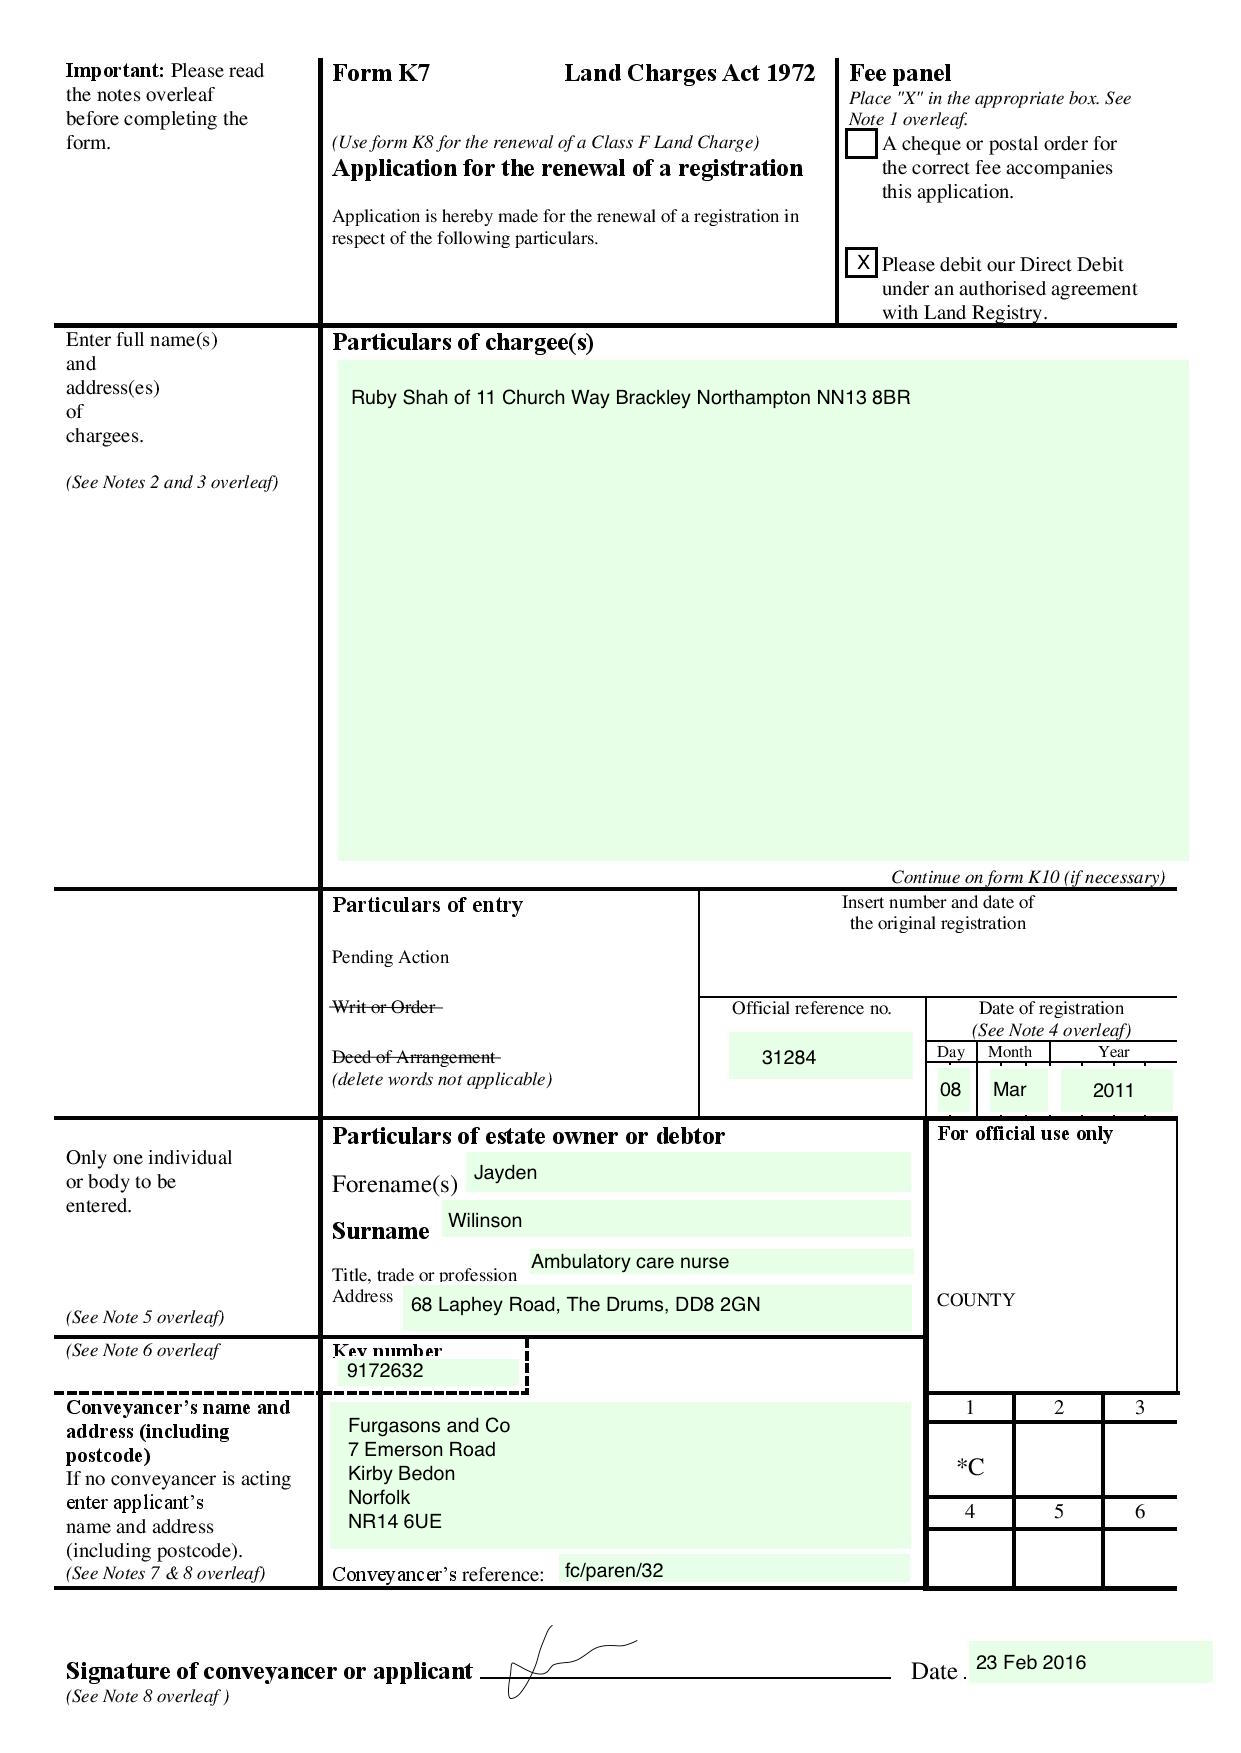 Important: Please read
the notes overleaf
before completing the
form.
Form K7 Land Charges Act 1972
(Use form K8 for the renewal of a Class F Land Charge)
Application for the renewal of a registration
Application is hereby made for the renewal of a registration in
respect of the following particulars.
Fee panel
Place "X" in the appropriate box. See
Note 1 overleaf.
A cheque or postal order for
the correct fee accompanies
this application.
X Please debit our Direct Debit
under an authorised agreement
with Land Registry.
Enter full name(s)
and
address(es)
of
chargees.
(See Notes 2 and 3 overleaf)
Particulars of chargee(s)
Ruby Shah of 11 Church Way Brackley Northampton NN13 8BR
Continue on form K10 (if necessary)
Particulars of entry
Pending Action
Writ or Order
Deed of Arrangement
(delete words not applicable)
Insert number and date of
the original registration
Official reference no.
31284
Date of registration
(See Note 4 overleaf)
Day Month Year
08 Mar 2011
Only one individual
or body to be
entered.
(See Note 5 overleaf)
Particulars of estate owner or debtor
Forename(s) Jayden
Surname Wilinson
Title, trade or profession Ambulatory care nurse
Address 68 Laphey Road, The Drums, DD8 2GN
For official use only
COUNTY
(See Note 6 overleaf
Key number
9172632
Conveyancer's name and
address (including
postcode)
If no conveyancer is acting
enter applicant's
name and address
(including postcode).
(See Notes 7 & 8 overleaf)
Furgasons and Co
7 Emerson Road
Kirby Bedon
Norfolk
NR14 6UE
Conveyancer's reference: fc/paren/32
1 2 3
*C
4 5 6
Signature of conveyancer or applicant
(See Note 8 overleaf )
Date . 23 Feb 2016